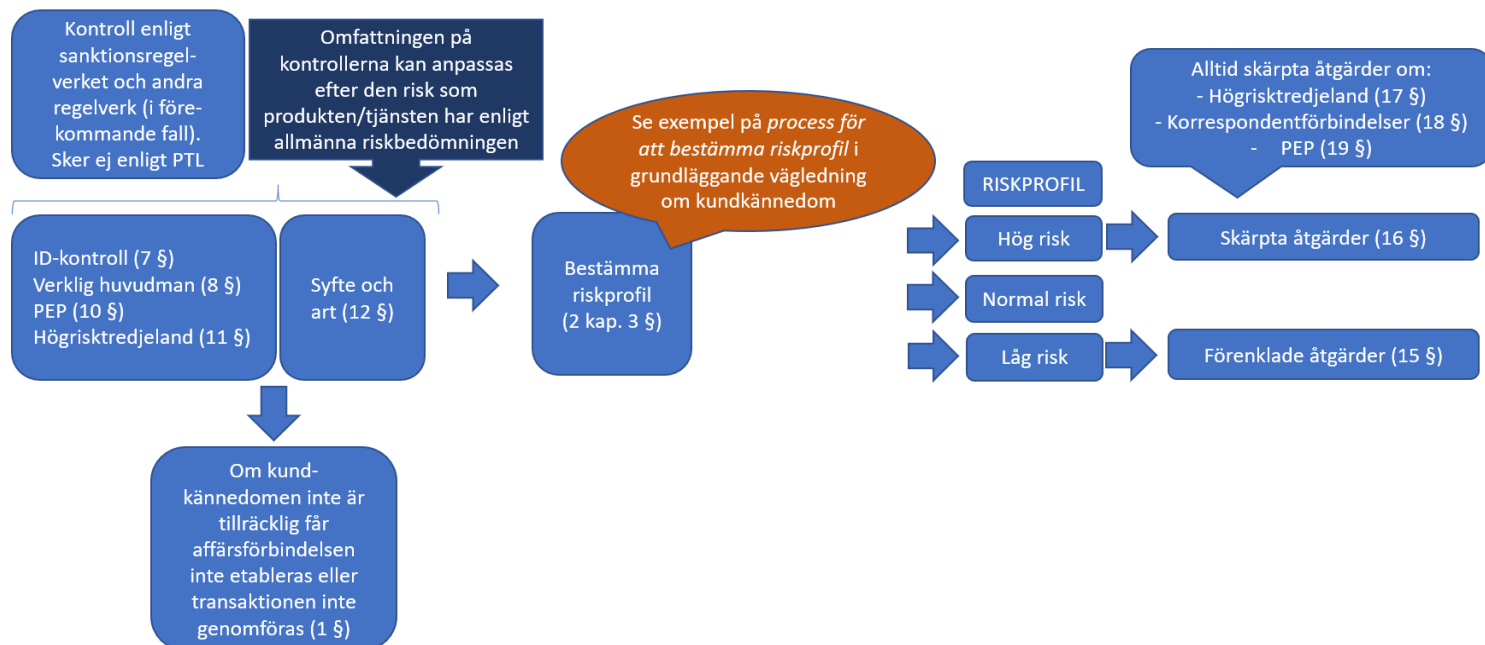 Kontroll enligt
sanktionsregel-
verket och andra
regelverk (i före-
kommande fall).
Sker ej enligt PTL
Omfattningen på
kontrollerna kan anpassas
efter den risk som
produkten/tjänsten har enligt
allmänna riskbedömningen
Se exempel på process för
att bestämma riskprofil i
grundläggande vägledning
om kundkännedom
Alltid skärpta åtgärder om:
- Högrisktredjeland (17 §)
- Korrespondentförbindelser (18 §)
- PEP (19 §)
ID-kontroll (7 §)
Verklig huvudman (8 §)
PEP (10 §)
Högrisktredjeland (11 §)
Syfte och
art (12 §)
Bestämma
riskprofil
(2 kap. 3 §)
RISKPROFIL
Hög risk
Skärpta åtgärder (16 §)
Normal risk
Låg risk
Förenklade åtgärder (15 §)
Om kund-
kännedomen inte är
tillräcklig får
affärsförbindelsen
inte etableras eller
transaktionen inte
genomföras (1 §)